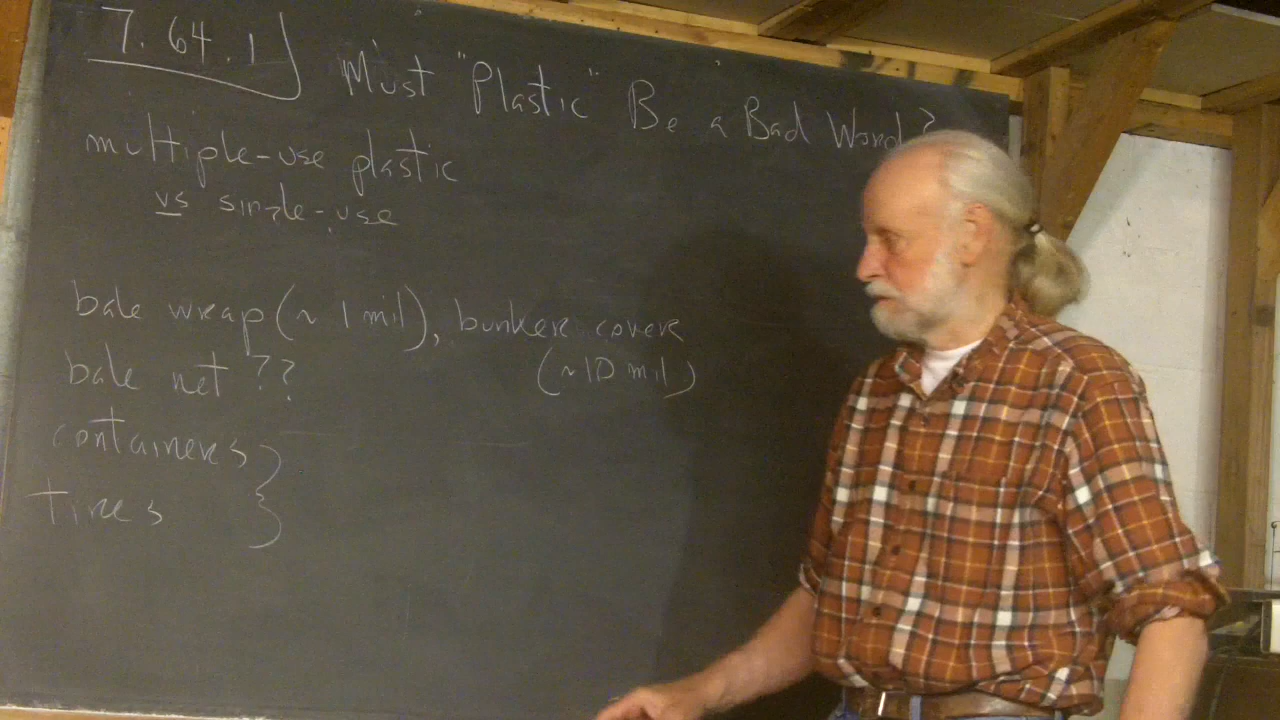 7.64.1 Must "Plastic" Be a Bad Word?
multiple-use plastic
vs single-use
bale wrap (~ 1 mil), bunker cover
(~10 mil)
bale net ??
containers
tires